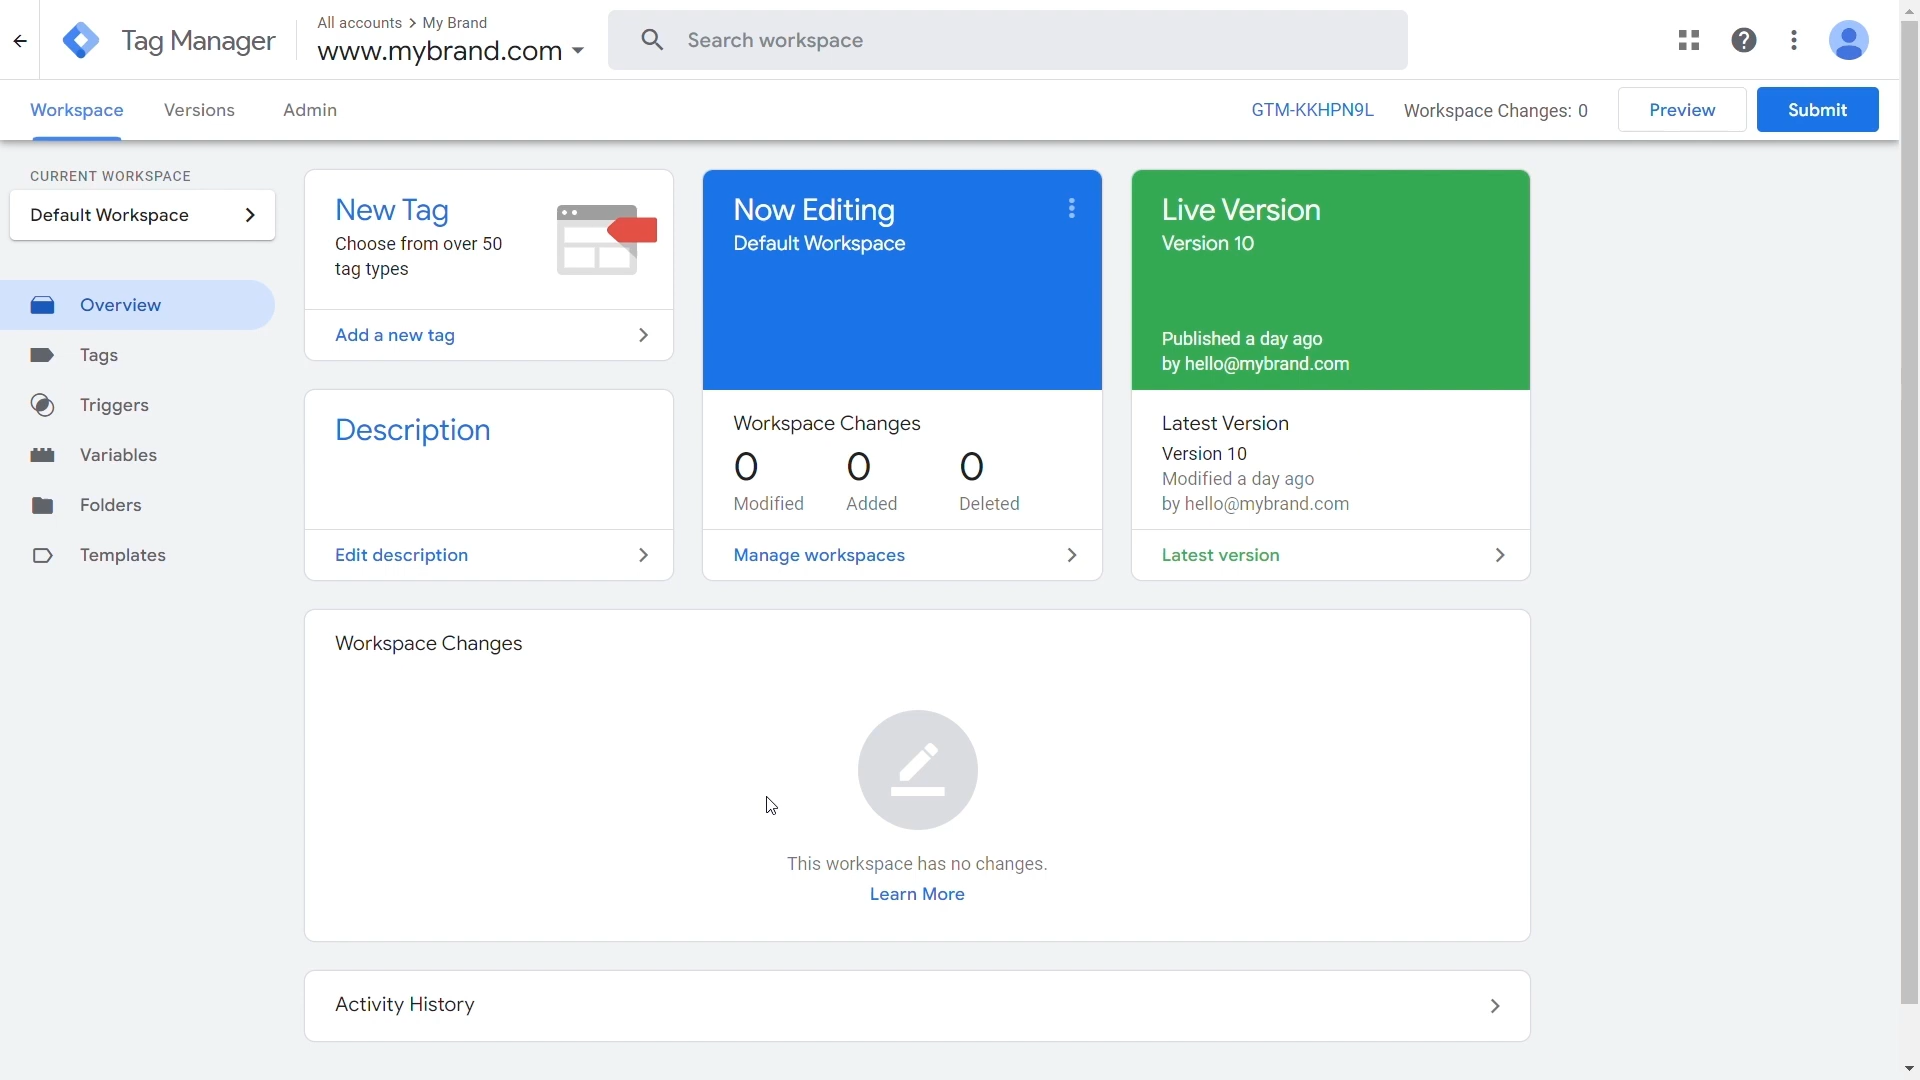 All accounts > My Brand
Tag Manager
www.mybrand.com
Search workspace
Workspace
Versions
Admin
GTM-KKHPN9L
Workspace Changes: 0
Preview
Submit
CURRENT WORKSPACE
Default Workspace
Overview
Tags
Triggers
Variables
Folders
Templates
New Tag
Choose from over 50
tag types
Add a new tag
Description
Edit description
Now Editing
Default Workspace
Workspace Changes
0 0 0
Modified Added Deleted
Manage workspaces
Live Version
Version 10
Published a day ago
by hello@mybrand.com
Latest Version
Version 10
Modified a day ago
by hello@mybrand.com
Latest version
Workspace Changes
This workspace has no changes.
Learn More
Activity History